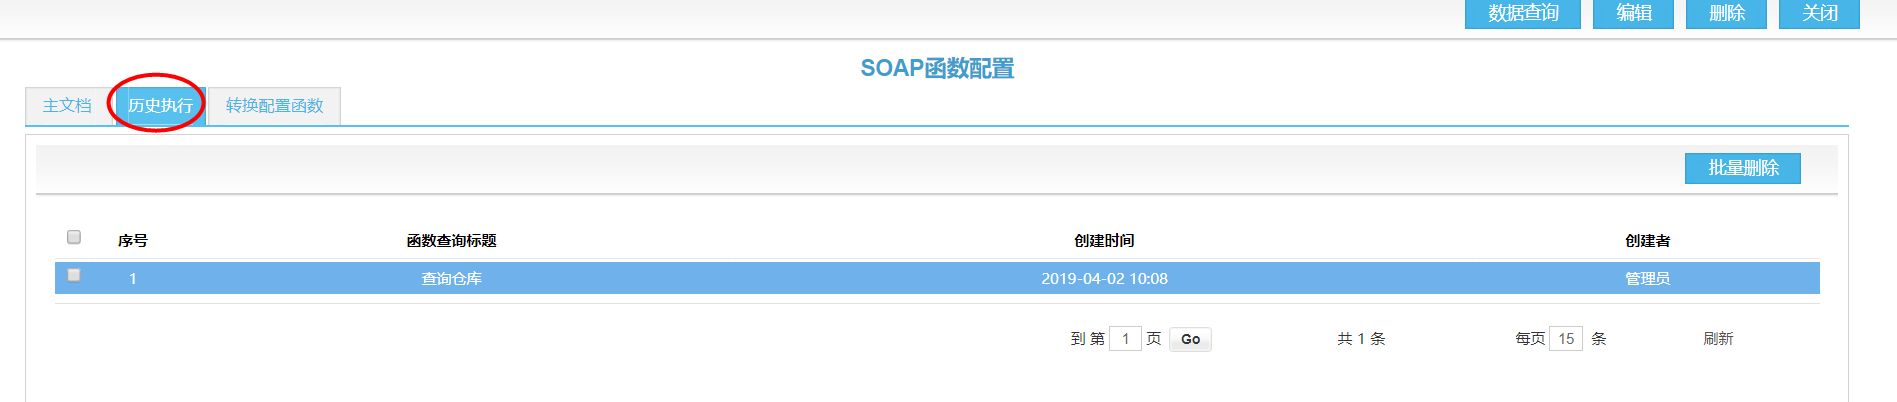 数据查询 编辑 删除 关闭
SOAP函数配置
主文档 历史执行 转换配置函数
批量删除
序号 函数查询标题 创建时间 创建者
1 查询仓库 2019-04-02 10:08 管理员
到 第 1 页 Go 共 1 条 每页 15 条 刷新